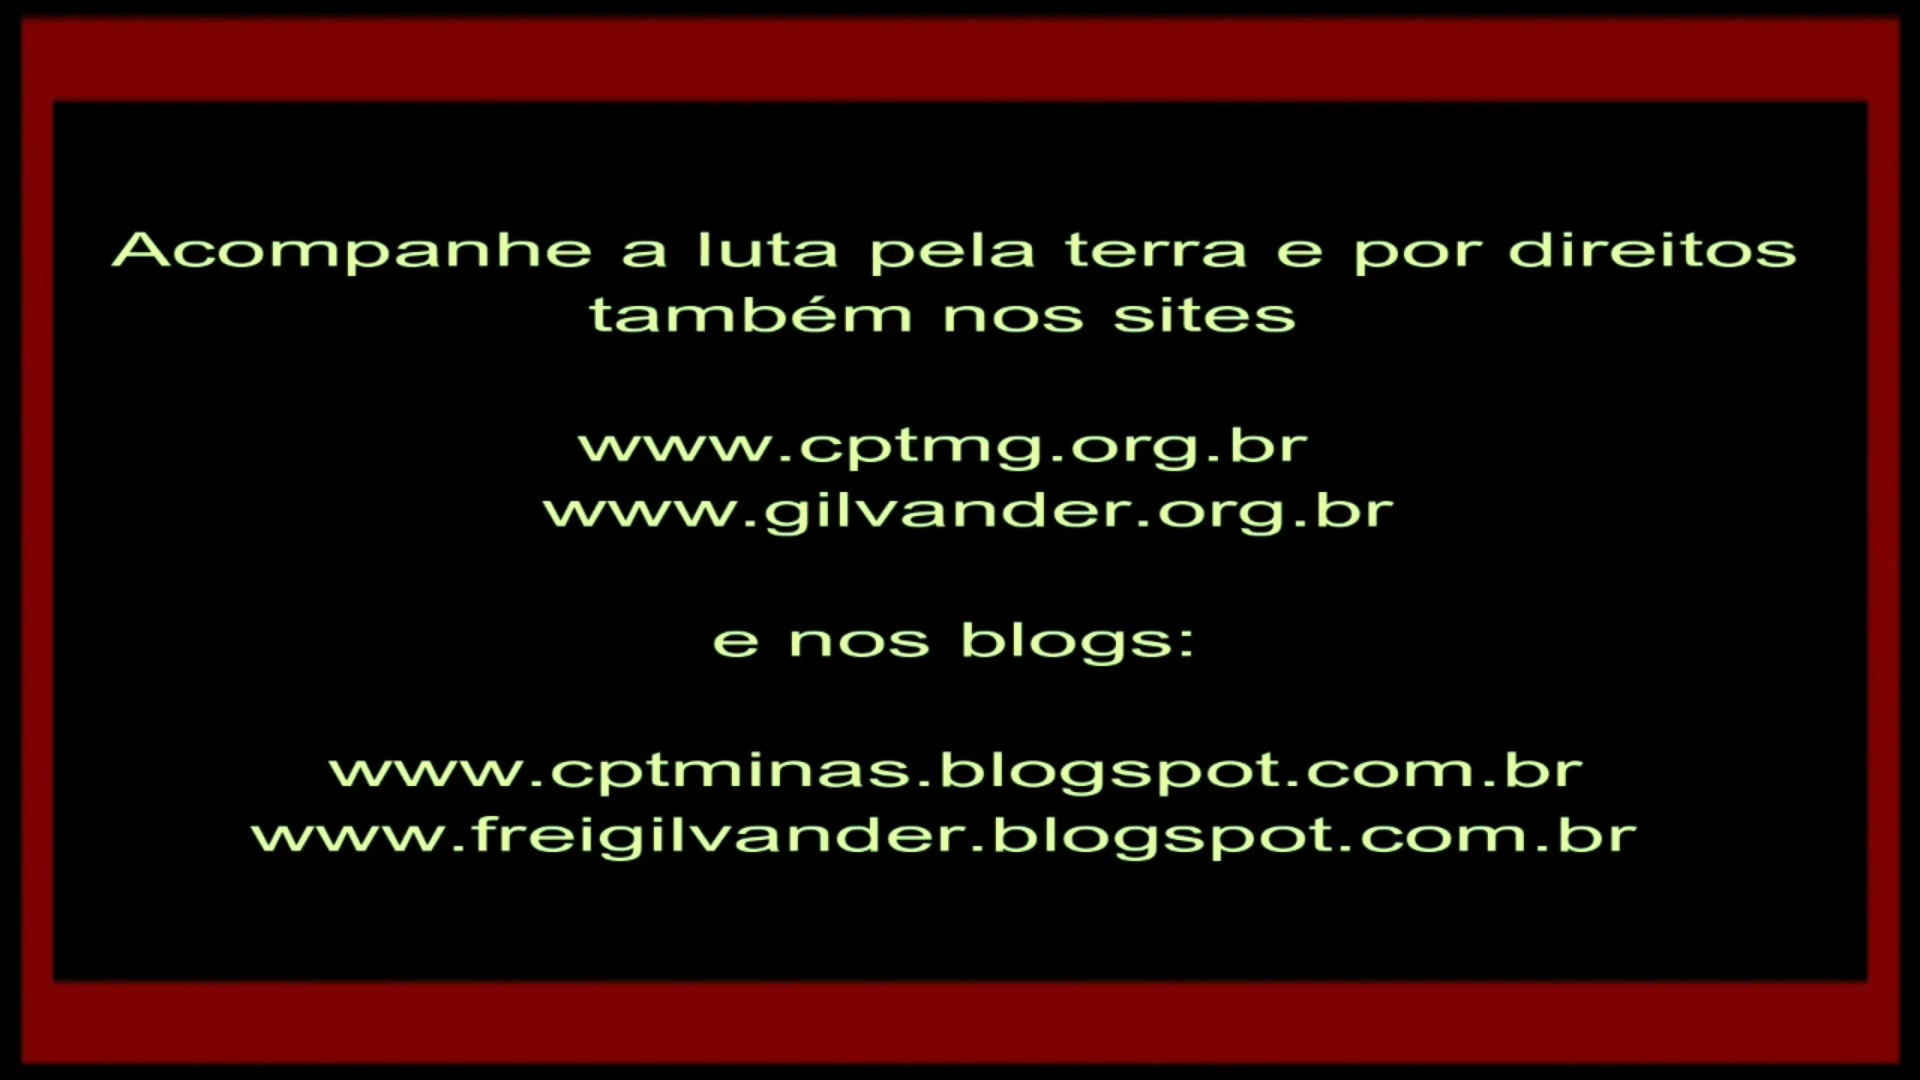 Acompanhe a luta pela terra e por direitos
também nos sites
www.cptmg.org.br
www.gilvander.org.br
e nos blogs:
www.cptminas.blogspot.com.br
www.freigilvander.blogspot.com.br